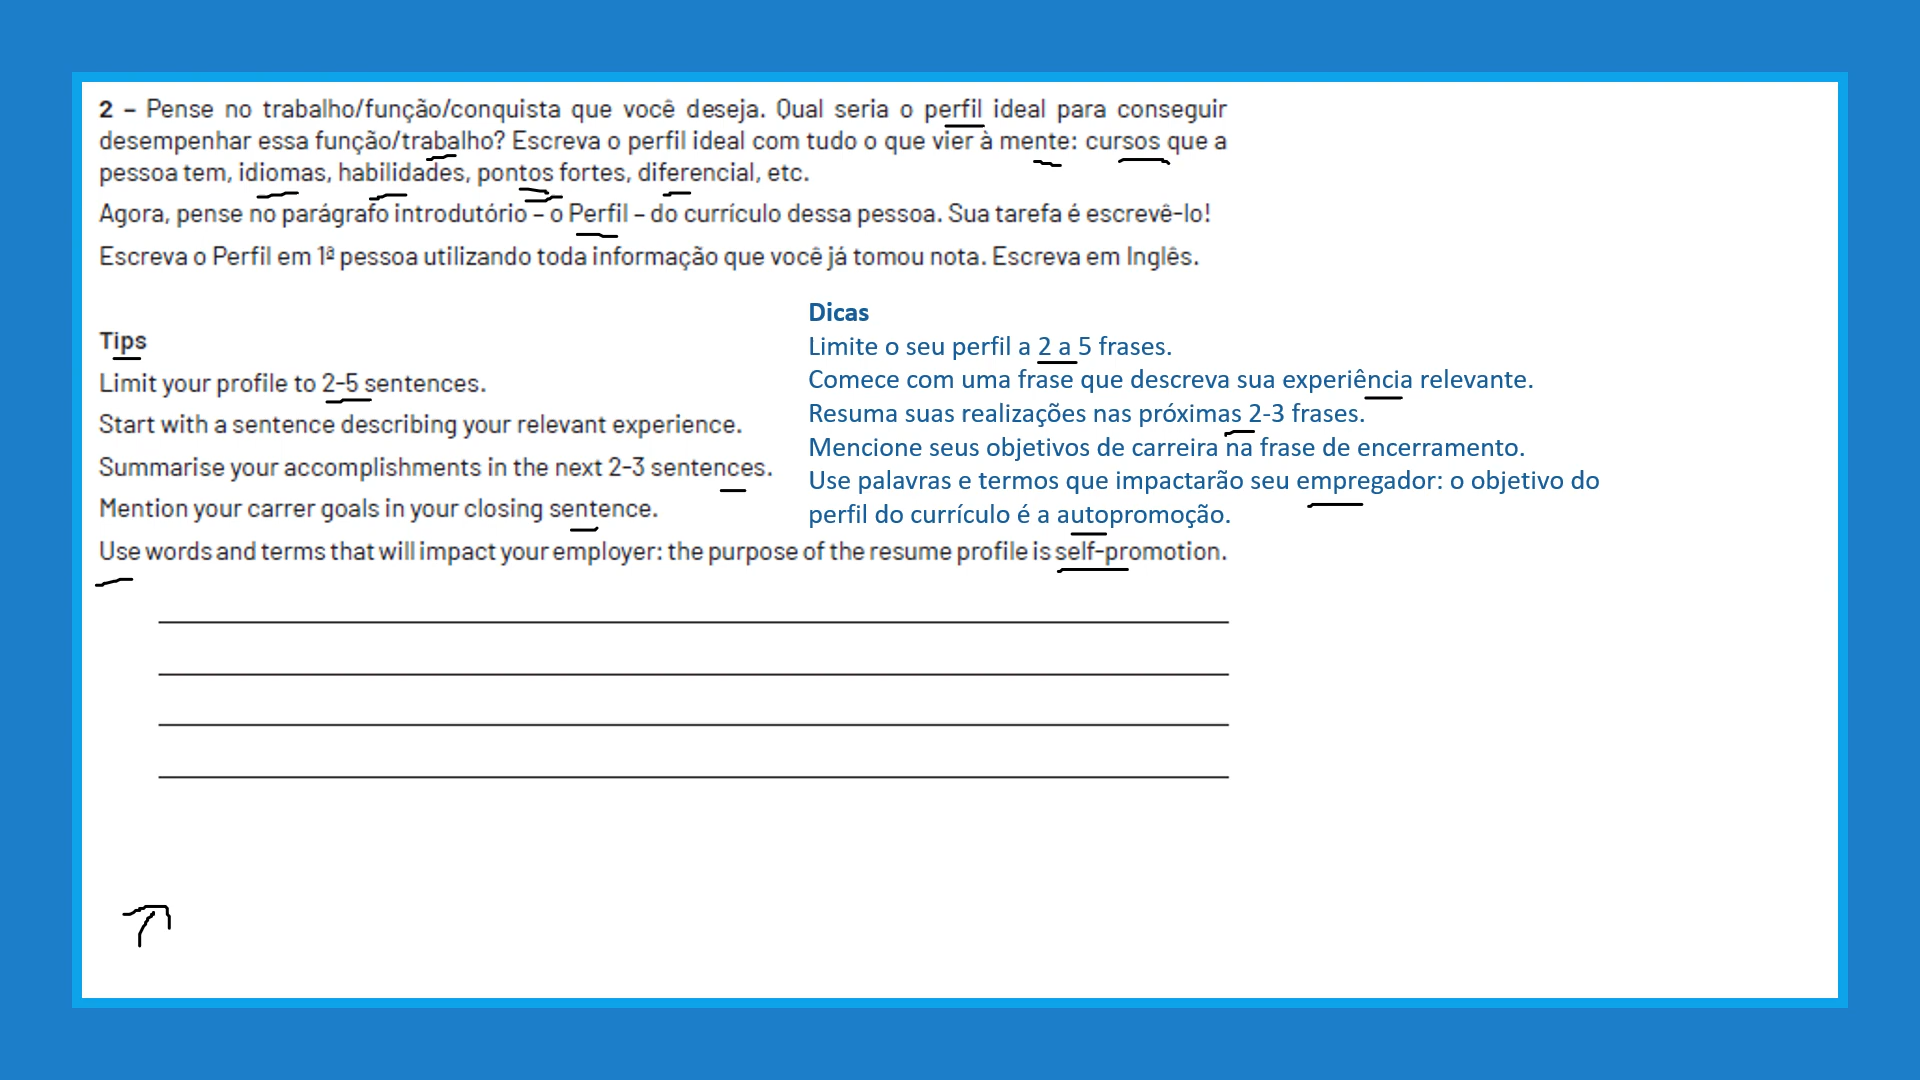 2 – Pense no trabalho/função/conquista que você deseja. Qual seria o perfil ideal para conseguir
desempenhar essa função/trabalho? Escreva o perfil ideal com tudo o que vier à mente: cursos que a
pessoa tem, idiomas, habilidades, pontos fortes, diferencial, etc.
Agora, pense no parágrafo introdutório – o Perfil – do currículo dessa pessoa. Sua tarefa é escrevê-lo!
Escreva o Perfil em 1ª pessoa utilizando toda informação que você já tomou nota. Escreva em Inglês.
Tips
Limit your profile to 2-5 sentences.
Start with a sentence describing your relevant experience.
Summarise your accomplishments in the next 2-3 sentences.
Mention your carrer goals in your closing sentence.
Use words and terms that will impact your employer: the purpose of the resume profile is self-promotion.
Dicas
Limite o seu perfil a 2 a 5 frases.
Comece com uma frase que descreva sua experiência relevante.
Resuma suas realizações nas próximas 2-3 frases.
Mencione seus objetivos de carreira na frase de encerramento.
Use palavras e termos que impactarão seu empregador: o objetivo do
perfil do currículo é a autopromoção.